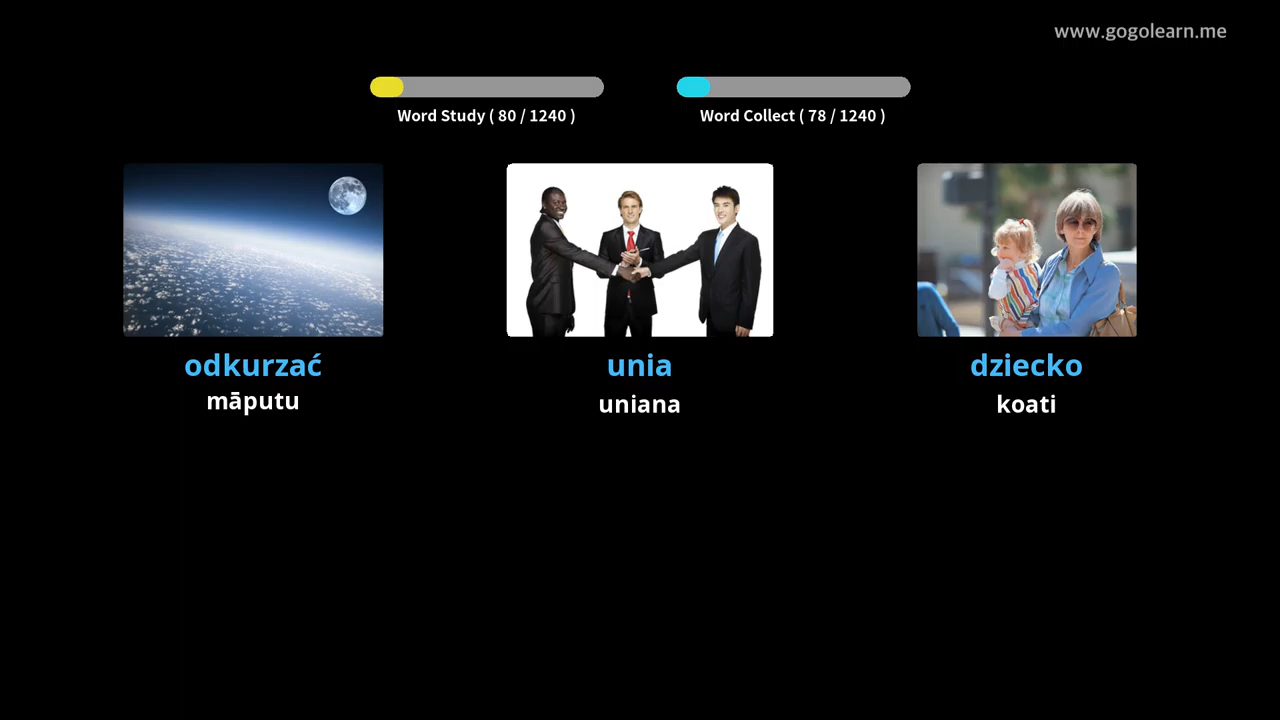 www.gogolearn.me
Word Study ( 80 / 1240 )
Word Collect ( 78 / 1240 )
odkurzać
māputu
unia
uniana
dziecko
koati